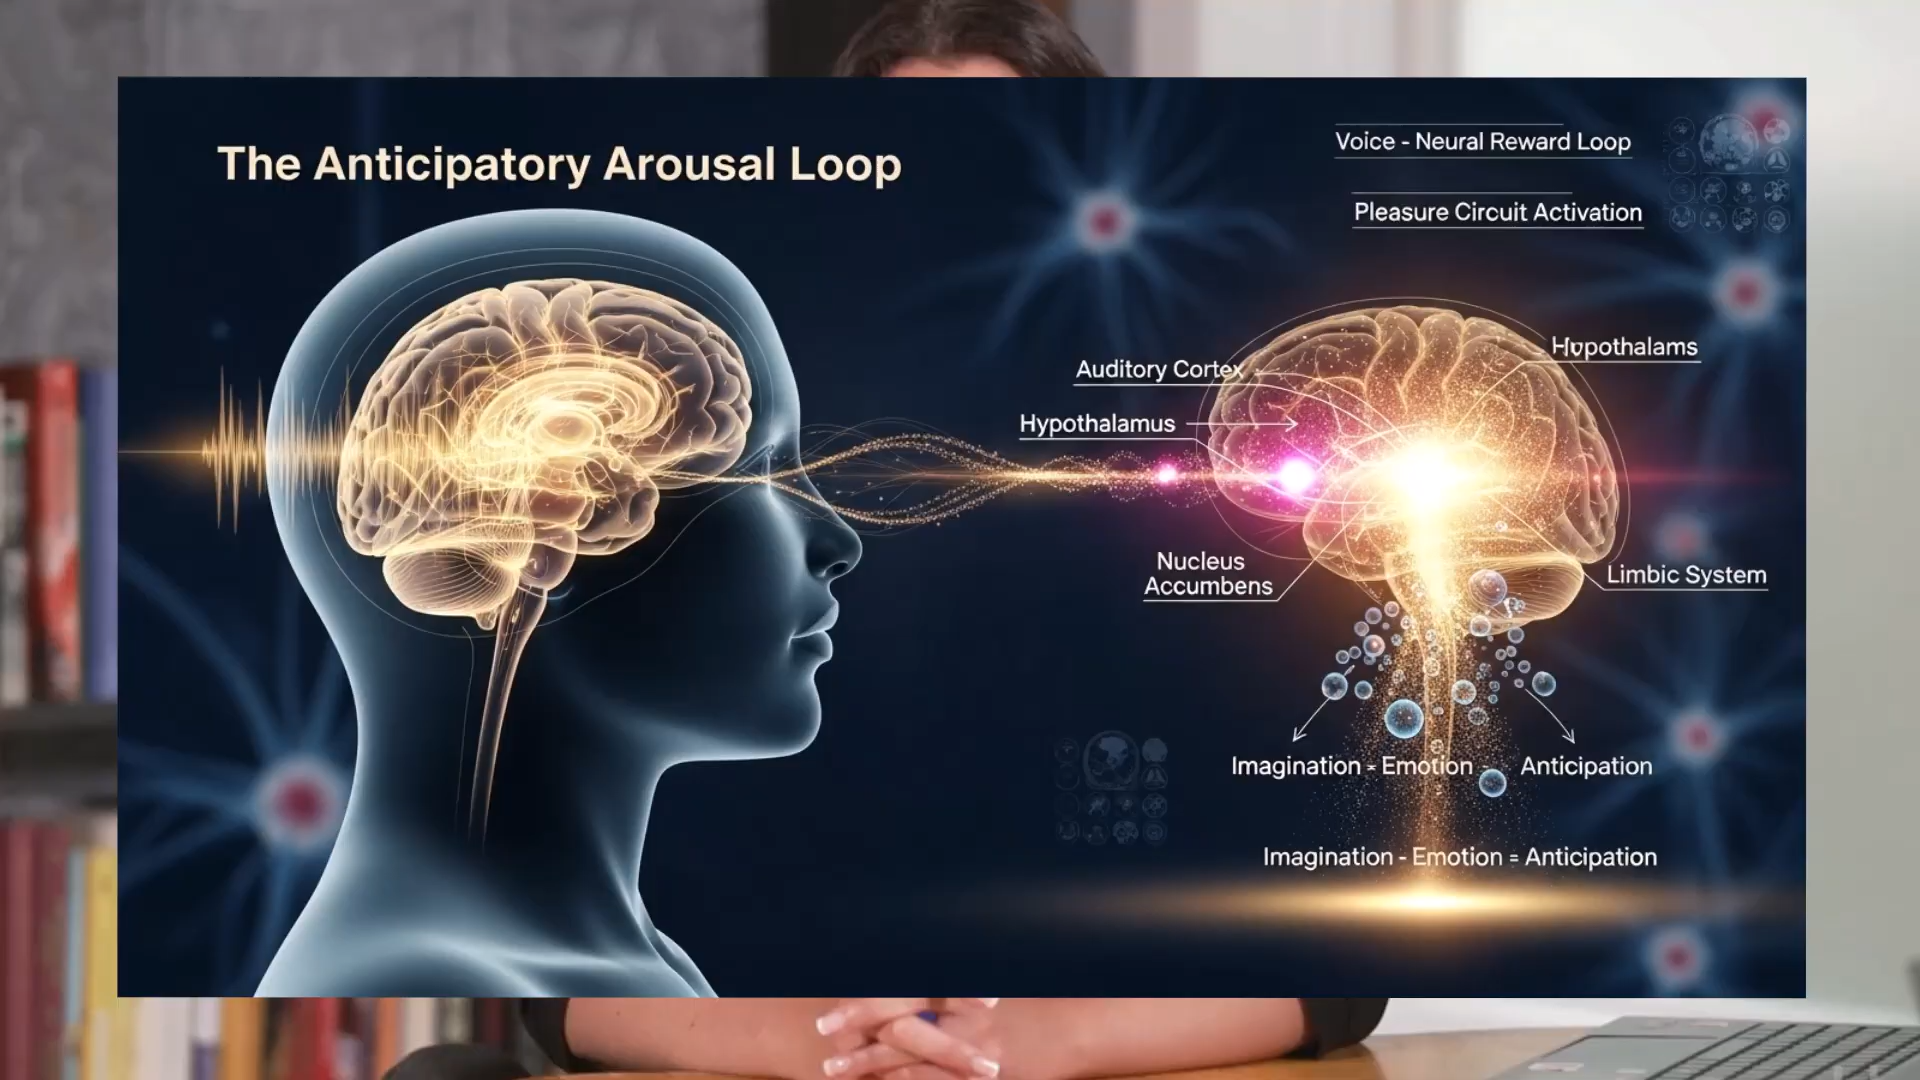 The Anticipatory Arousal Loop
Voice - Neural Reward Loop
Pleasure Circuit Activation
Hypothalams
Auditory Cortex
Hypothalamus
Nucleus
Accumbens
Limbic System
Imagination - Emotion - Anticipation
Imagination - Emotion = Anticipation